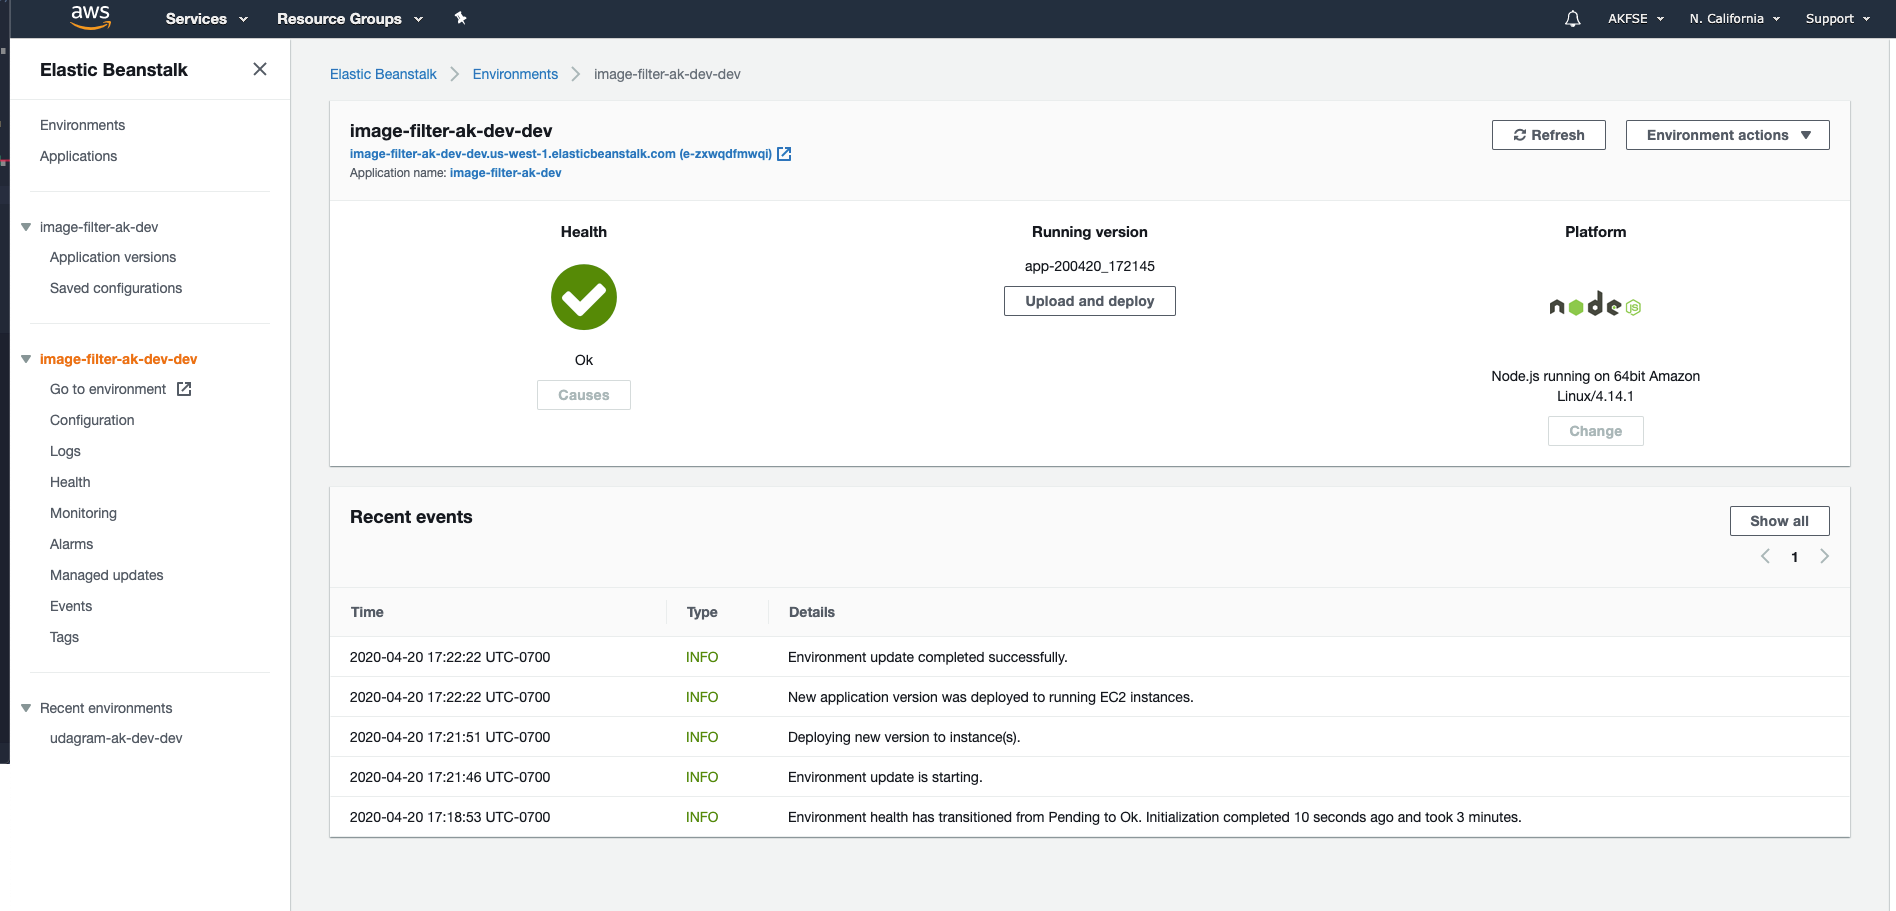 aws
Services
Resource Groups
AKFSE
N. California
Support
Elastic Beanstalk
Environments
Applications
image-filter-ak-dev
Application versions
Saved configurations
image-filter-ak-dev-dev
Go to environment
Configuration
Logs
Health
Monitoring
Alarms
Managed updates
Events
Tags
Recent environments
udagram-ak-dev-dev
Elastic Beanstalk > Environments > image-filter-ak-dev-dev
image-filter-ak-dev-dev
image-filter-ak-dev-dev.us-west-1.elasticbeanstalk.com (e-zxwqdfmwqi)
Application name: image-filter-ak-dev
Refresh
Environment actions
Health
Ok
Causes
Running version
app-200420_172145
Upload and deploy
Platform
node JS
Node.js running on 64bit Amazon
Linux/4.14.1
Change
Recent events
Show all
1
Time Type Details
2020-04-20 17:22:22 UTC-0700 INFO Environment update completed successfully.
2020-04-20 17:22:22 UTC-0700 INFO New application version was deployed to running EC2 instances.
2020-04-20 17:21:51 UTC-0700 INFO Deploying new version to instance(s).
2020-04-20 17:21:46 UTC-0700 INFO Environment update is starting.
2020-04-20 17:18:53 UTC-0700 INFO Environment health has transitioned from Pending to Ok. Initialization completed 10 seconds ago and took 3 minutes.